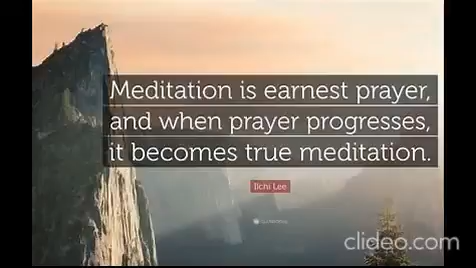 Meditation is earnest prayer,
and when prayer progresses,
it becomes true meditation.
Ilchi Lee
clideo.com